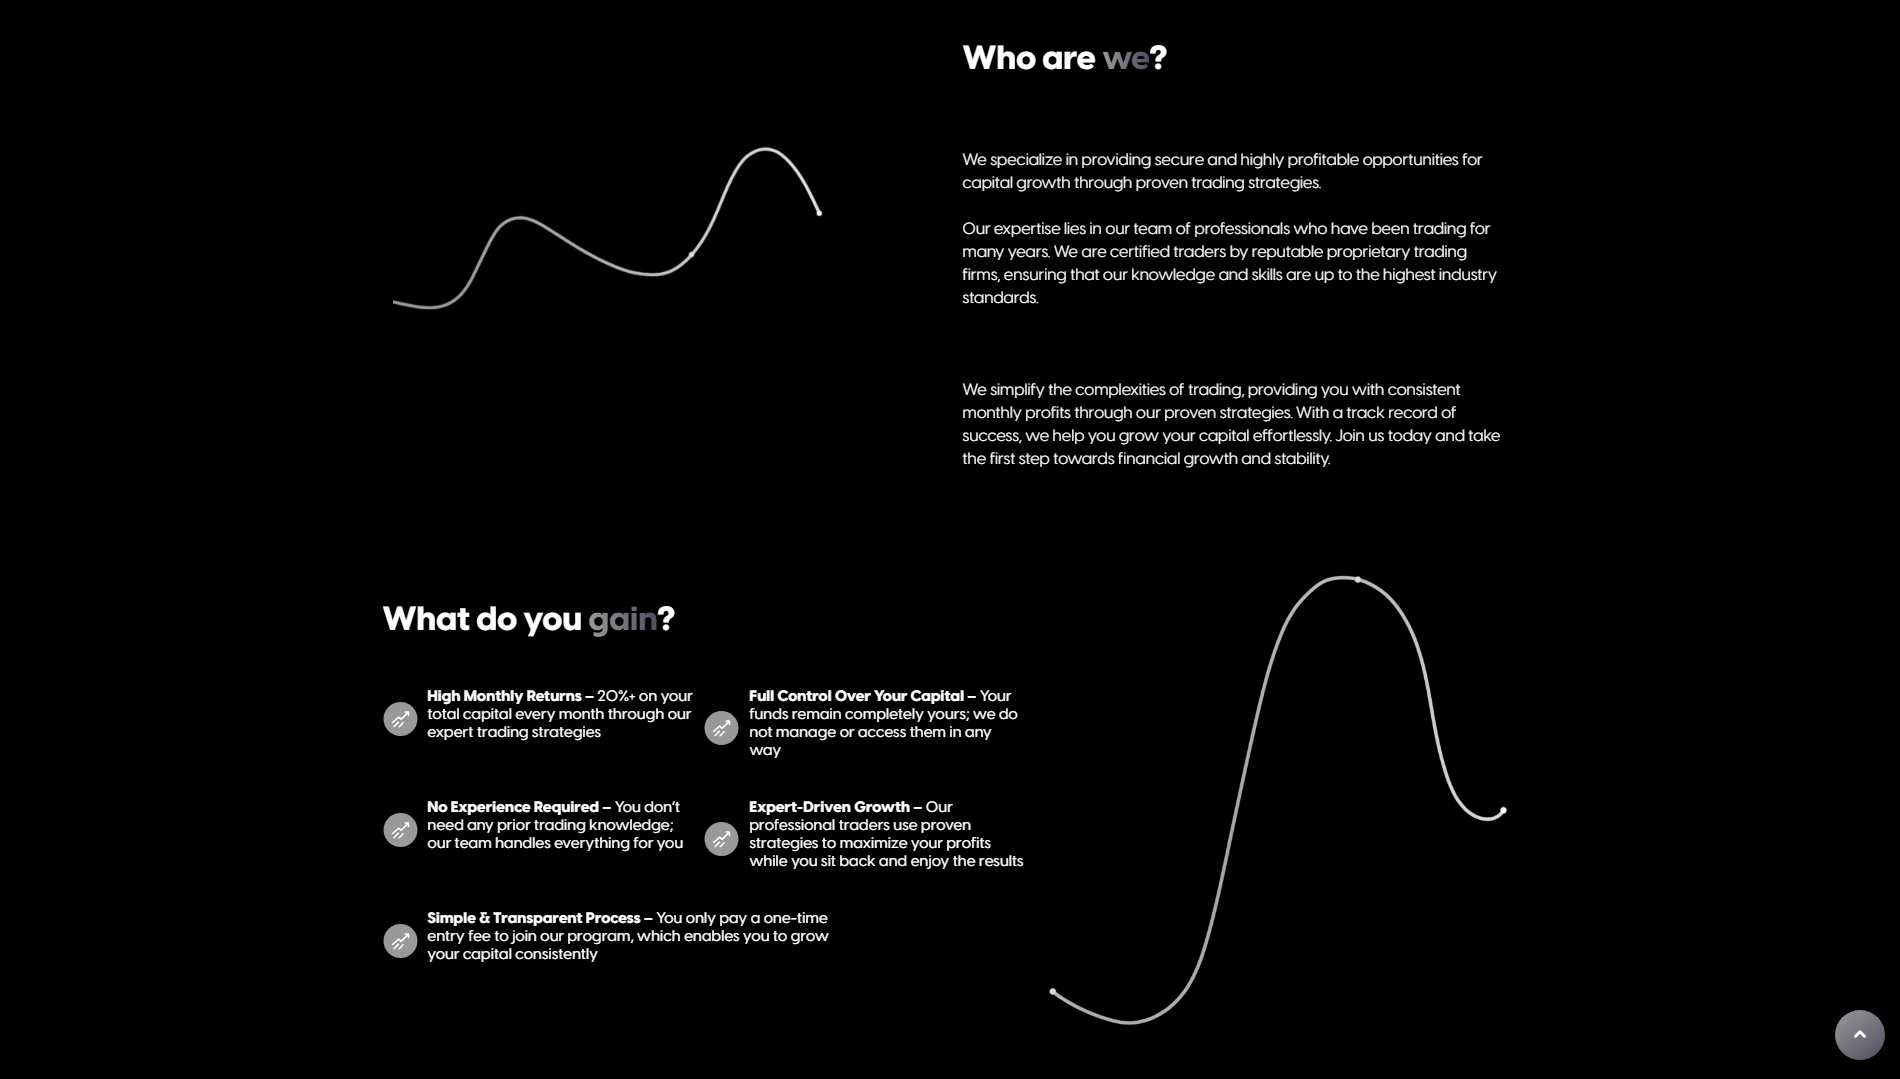 Who are we?
We specialize in providing secure and highly profitable opportunities for
capital growth through proven trading strategies.
Our expertise lies in our team of professionals who have been trading for
many years. We are certified traders by reputable proprietary trading
firms, ensuring that our knowledge and skills are up to the highest industry
standards.
We simplify the complexities of trading, providing you with consistent
monthly profits through our proven strategies. With a track record of
success, we help you grow your capital effortlessly. Join us today and take
the first step towards financial growth and stability.
What do you gain?
High Monthly Returns – 20%+ on your
total capital every month through our
expert trading strategies
Full Control Over Your Capital – Your
funds remain completely yours; we do
not manage or access them in any
way
No Experience Required – You don’t
need any prior trading knowledge;
our team handles everything for you
Expert-Driven Growth – Our
professional traders use proven
strategies to maximize your profits
while you sit back and enjoy the results
Simple & Transparent Process – You only pay a one-time
entry fee to join our program, which enables you to grow
your capital consistently